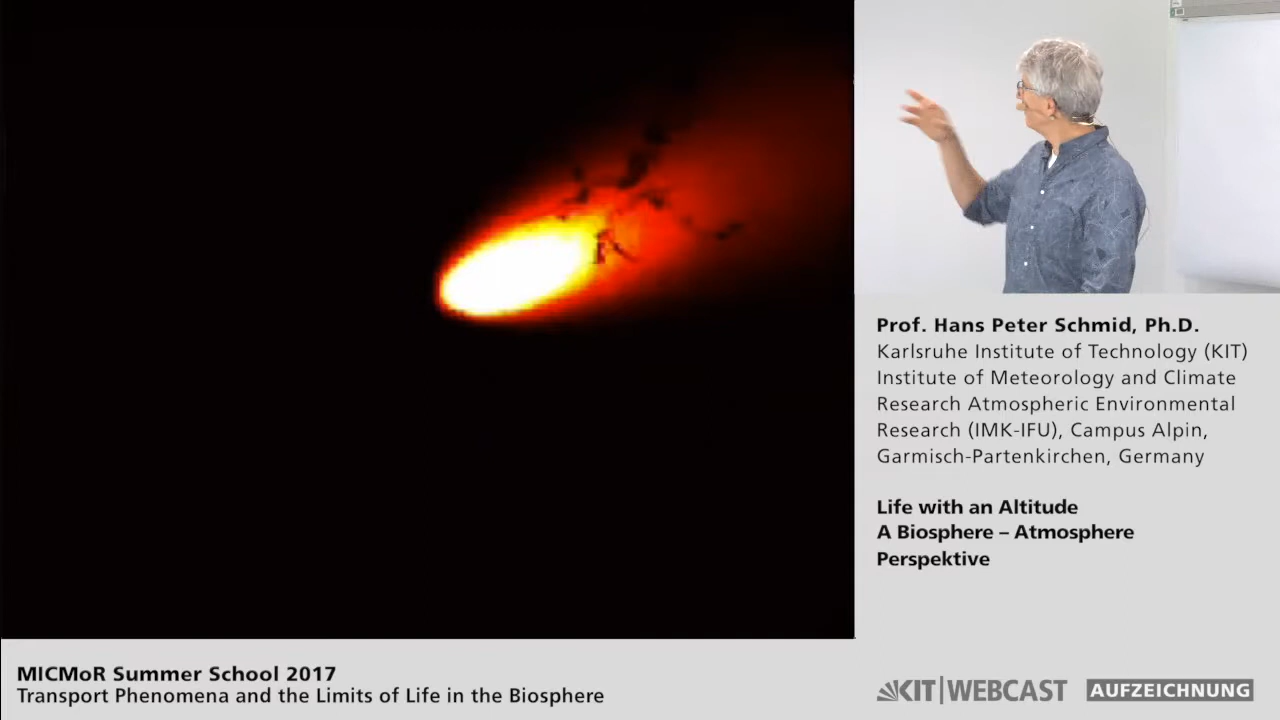 Prof. Hans Peter Schmid, Ph.D.
Karlsruhe Institute of Technology (KIT)
Institute of Meteorology and Climate
Research Atmospheric Environmental
Research (IMK-IFU), Campus Alpin,
Garmisch-Partenkirchen, Germany
Life with an Altitude
A Biosphere – Atmosphere
Perspektive
MICMoR Summer School 2017
Transport Phenomena and the Limits of Life in the Biosphere
KIT|WEBCAST
AUFZEICHNUNG